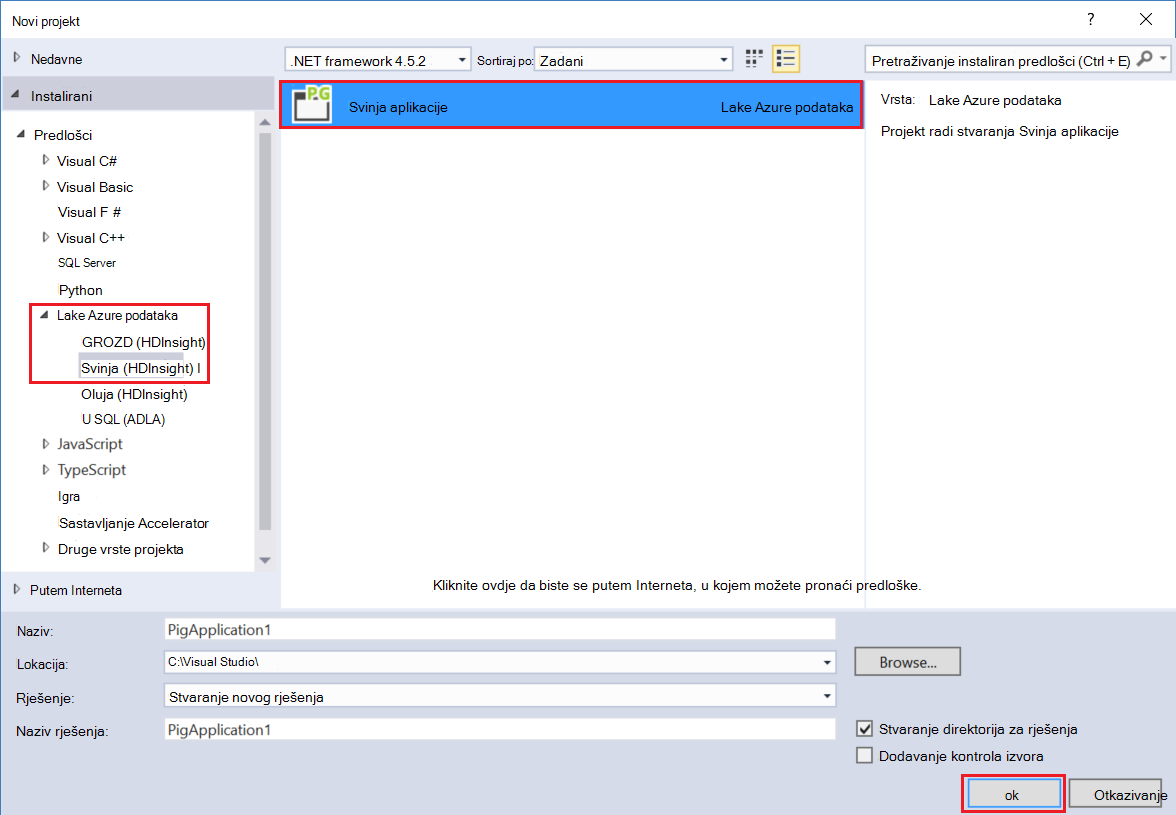 Novi projekt
?
Nedavne
.NET framework 4.5.2
Sortiraj po:
Zadani
Pretraživanje instaliran predlošci (Ctrl + E)
Instalirani
Predlošci
Visual C#
Visual Basic
Visual F #
Visual C++
SQL Server
Python
Lake Azure podataka
GROZD (HDInsight)
Svinja (HDInsight) I
Oluja (HDInsight)
U SQL (ADLA)
JavaScript
TypeScript
Igra
Sastavljanje Accelerator
Druge vrste projekta
Putem Interneta
P.G
Svinja aplikacije
Lake Azure podataka
Vrsta: Lake Azure podataka
Projekt radi stvaranja Svinja aplikacije
Kliknite ovdje da biste se putem Interneta, u kojem možete pronaći predloške.
Naziv:
PigApplication1
Lokacija:
C:\Visual Studio\
Browse...
Rješenje:
Stvaranje novog rješenja
Naziv rješenja:
PigApplication1
Stvaranje direktorija za rješenja
Dodavanje kontrola izvora
ok
Otkazivanje